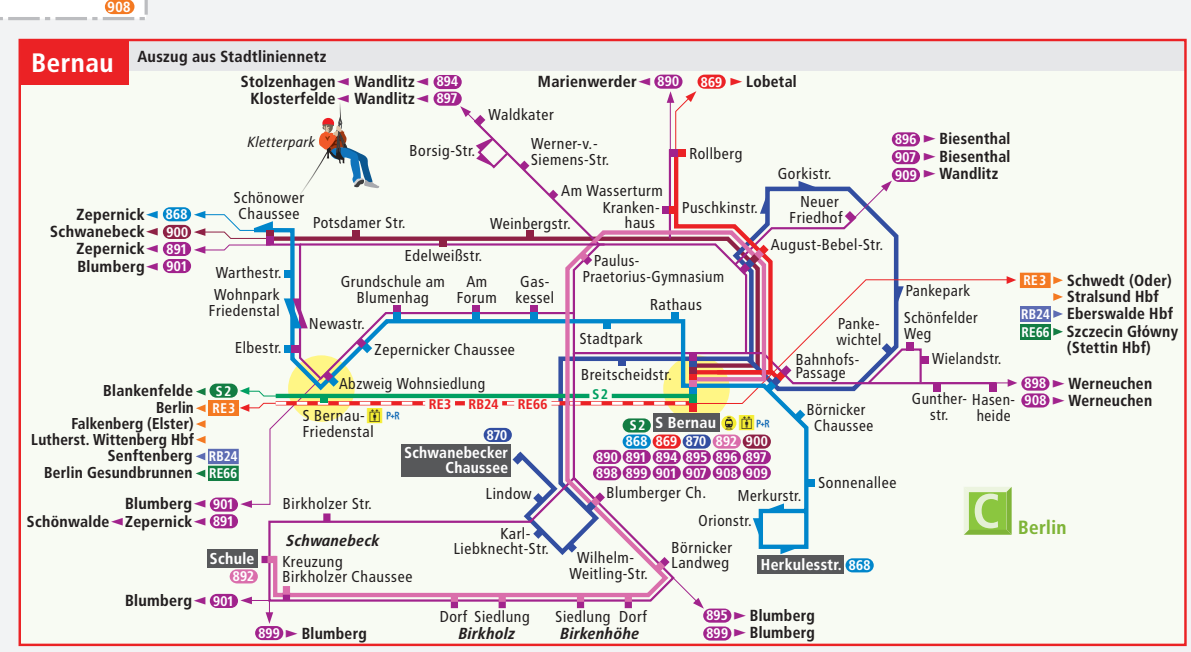 908
Bernau
Auszug aus Stadtliniennetz
Stolzenhagen Wandlitz 894
Klosterfelde Wandlitz 897
Marienwerder 890
869 Lobetal
Kletterpark
Waldkater
Borsig-Str.
Werner-v.-
Siemens-Str.
Am Wasserturm
Rollberg
Kranken-
haus
Puschkinstr.
Gorkistr.
Neuer
Friedhof
896 Biesenthal
907 Biesenthal
909 Wandlitz
Schönower
Chaussee
Zepernick 868
Schwanebeck 900
Zepernick 891
Blumberg 901
Potsdamer Str.
Weinbergstr.
Edelweißstr.
August-Bebel-Str.
Paulus-
Praetorius-Gymnasium
Warthestr.
Wohnpark
Friedenstal
Newastr.
Elbestr.
Grundschule am
Blumenhag
Am
Forum
Gas-
kessel
Rathaus
Stadtpark
Zepernicker Chaussee
Abzweig Wohnsiedlung
Breitscheidstr.
Pankepark
Panke-
wichtel
Schönfelder
Weg
Wielandstr.
Bahnhofs-
Passage
Gunther-
str.
Hasen-
heide
RE3 Schwedt (Oder)
Stralsund Hbf
RB24 Eberswalde Hbf
RE66 Szczecin Główny
(Stettin Hbf)
898 Werneuchen
908 Werneuchen
Blankenfelde S2
Berlin RE3
Falkenberg (Elster)
Lutherst. Wittenberg Hbf
Senftenberg RB24
Berlin Gesundbrunnen RE66
S2
RE3 RB24 RE66
S Bernau-
Friedenstal
P+R
S2 S Bernau P+R
868 869 870 892 900
890 891 894 895 896 897
898 899 901 907 908 909
Börnicker
Chaussee
Sonnenallee
Merkurstr.
Orionstr.
Herkulesstr. 868
870
Schwanebecker
Chaussee
Lindow
Blumberger Ch.
Karl-
Liebknecht-Str.
Wilhelm-
Weitling-Str.
Börnicker
Landweg
Blumberg 901
Schönwalde Zepernick 891
Birkholzer Str.
Schwanebeck
Schule
892
Kreuzung
Birkholzer Chaussee
Blumberg 901
899 Blumberg
Dorf Siedlung
Birkholz
Siedlung Dorf
Birkenhöhe
895 Blumberg
899 Blumberg
C Berlin